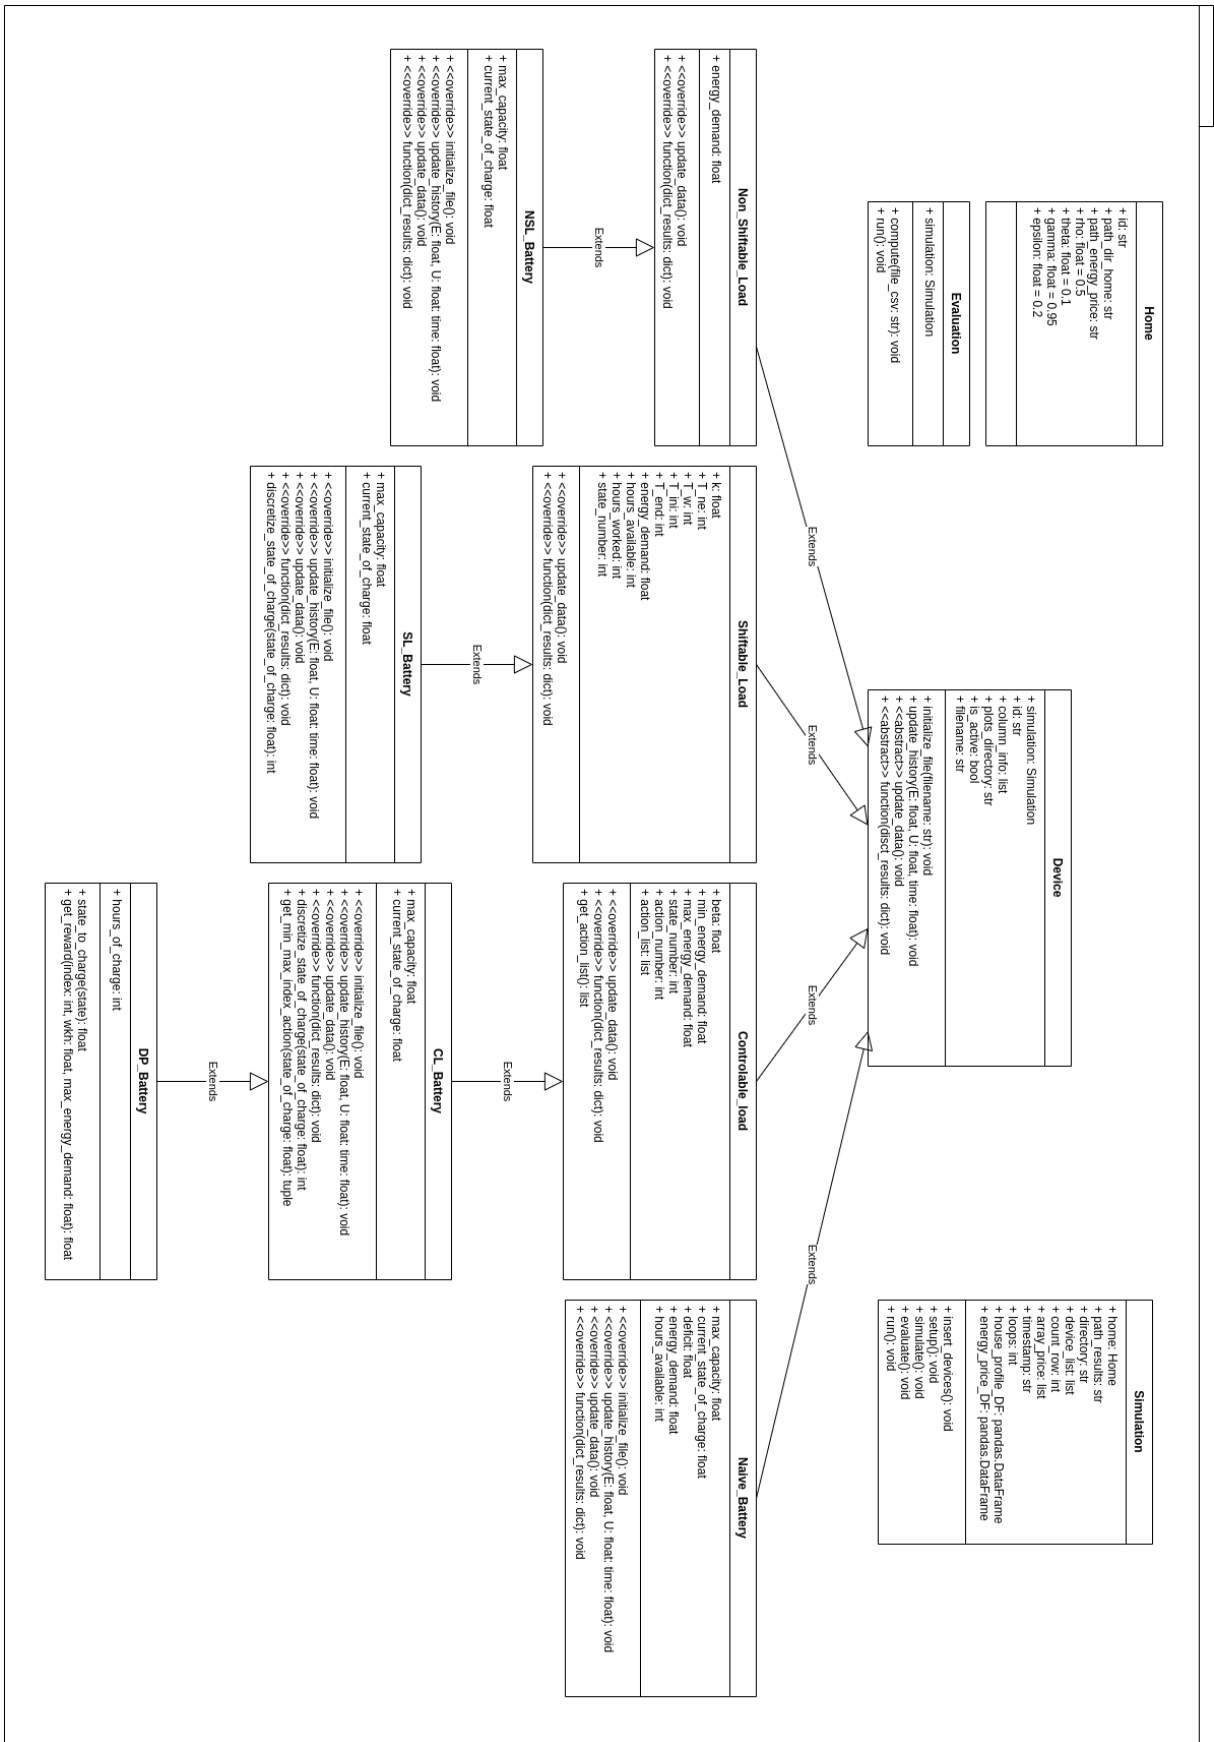 Home
+ id: str
+ path_dir_home: str
+ path_energy_price: str
+ rho: float = 0.5
+ theta: float = 0.1
+ gamma: float = 0.95
+ epsilon: float = 0.2
Evaluation
+ simulation: Simulation
+ compute(file_csv: str): void
+ run(): void
Device
+ simulation: Simulation
+ id: str
+ column_info: list
+ plots_directory: str
+ is_active: bool
+ filename: str
+ initialize_file(filename: str): void
+ update_history(E: float, U: float, time: float): void
+ <<abstract>> update_data(): void
+ <<abstract>> function(disct_results: dict): void
Simulation
+ home: Home
+ path_results: str
+ directory: str
+ device_list: list
+ count_row: int
+ array_price: list
+ timestamp: str
+ loops: int
+ house_profile_DF: pandas.DataFrame
+ energy_price_DF: pandas.DataFrame
+ insert_devices(): void
+ setup(): void
+ simulate(): void
+ evaluate(): void
+ run(): void
Extends
Extends
Extends
Extends
Non_Shiftable_Load
+ energy_demand: float
+ <<override>> update_data(): void
+ <<override>> function(dict_results: dict): void
Shiftable_Load
+ k: float
+ T_ne: int
+ T_w: int
+ T_ini: int
+ T_end: int
+ energy_demand: float
+ hours_available: int
+ hours_worked: int
+ state_number: int
+ <<override>> update_data(): void
+ <<override>> function(dict_results: dict): void
Controlable_load
+ beta: float
+ min_energy_demand: float
+ max_energy_demand: float
+ state_number: int
+ action_number: int
+ action_list: list
+ <<override>> update_data(): void
+ <<override>> function(dict_results: dict): void
+ get_action_list(): list
Naive_Battery
+ max_capacity: float
+ current_state_of_charge: float
+ deficit: float
+ energy_demand: float
+ hours_available: int
+ <<override>> initialize_file(): void
+ <<override>> update_history(E: float, U: float: time: float): void
+ <<override>> update_data(): void
+ <<override>> function(dict_results: dict): void
Extends
Extends
Extends
NSL_Battery
+ max_capacity: float
+ current_state_of_charge: float
+ <<override>> initialize_file(): void
+ <<override>> update_history(E: float, U: float: time: float): void
+ <<override>> update_data(): void
+ <<override>> function(dict_results: dict): void
SL_Battery
+ max_capacity: float
+ current_state_of_charge: float
+ <<override>> initialize_file(): void
+ <<override>> update_history(E: float, U: float: time: float): void
+ <<override>> update_data(): void
+ <<override>> function(dict_results: dict): void
+ discretize_state_of_charge(state_of_charge: float): int
CL_Battery
+ max_capacity: float
+ current_state_of_charge: float
+ <<override>> initialize_file(): void
+ <<override>> update_history(E: float, U: float: time: float): void
+ <<override>> update_data(): void
+ <<override>> function(dict_results: dict): void
+ discretize_state_of_charge(state_of_charge: float): int
+ get_min_max_index_action(state_of_charge: float): tuple
Extends
DP_Battery
+ hours_of_charge: int
+ state_to_charge(state): float
+ get_reward(index: int, wkh: float, max_energy_demand: float): float